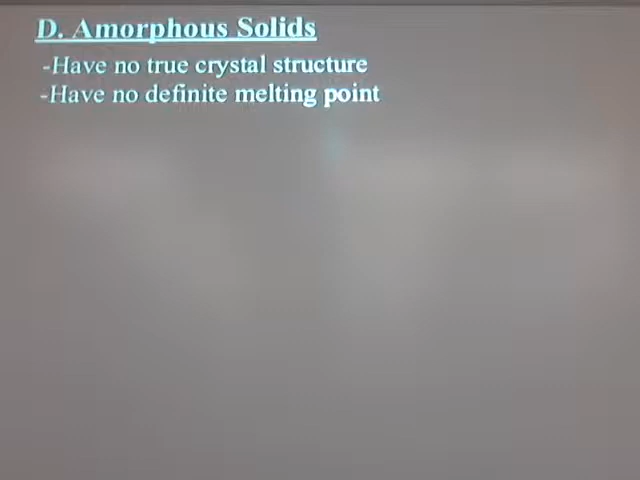 D. Amorphous Solids
-Have no true crystal structure
-Have no definite melting point